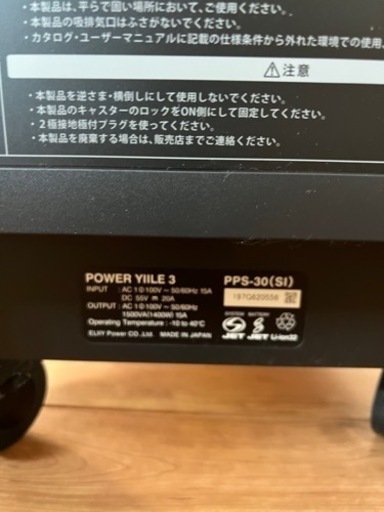 ・本製品は、平らで固い場所において、ご使用ください。
・本製品の吸排気口はふさがないでください。
・カタログ・ユーザーマニュアルに記載の仕様条件から外れた環境での使用
⚠注意
・本製品を逆さま・横倒しにして使用しないでください。
・本製品のキャスターのロックをON側にして固定してください。
・2極接地極付プラグを使用してください。
・本製品を廃棄する場合は、販売店までご連絡ください。
POWER YIILE 3 PPS-30(SI)
INPUT : AC 1Φ100V～ 50/60Hz 15A
DC 55V ⎓ 20A
OUTPUT : AC 1Φ100V～ 50/60Hz
1500VA(1400W) 15A
Operating Temperature : -10 to 40℃
ELIIY Power CO.,Ltd. MADE IN JAPAN
197G620558
SYSTEM BATTERY
JET JET Li-ion22